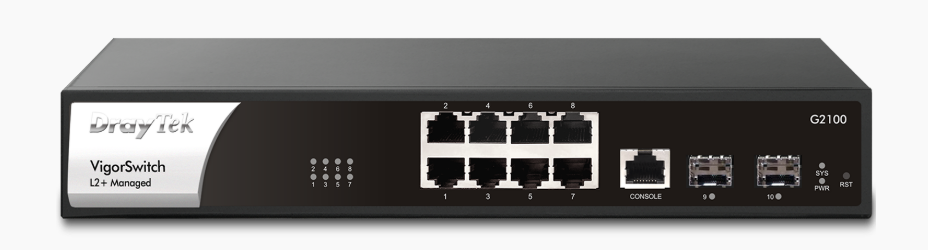 DrayTek
VigorSwitch
L2+ Managed
2 4 6 8
1 3 5 7
2 4 6 8
1 3 5 7
CONSOLE
9
10
G2100
SYS
PWR
RST